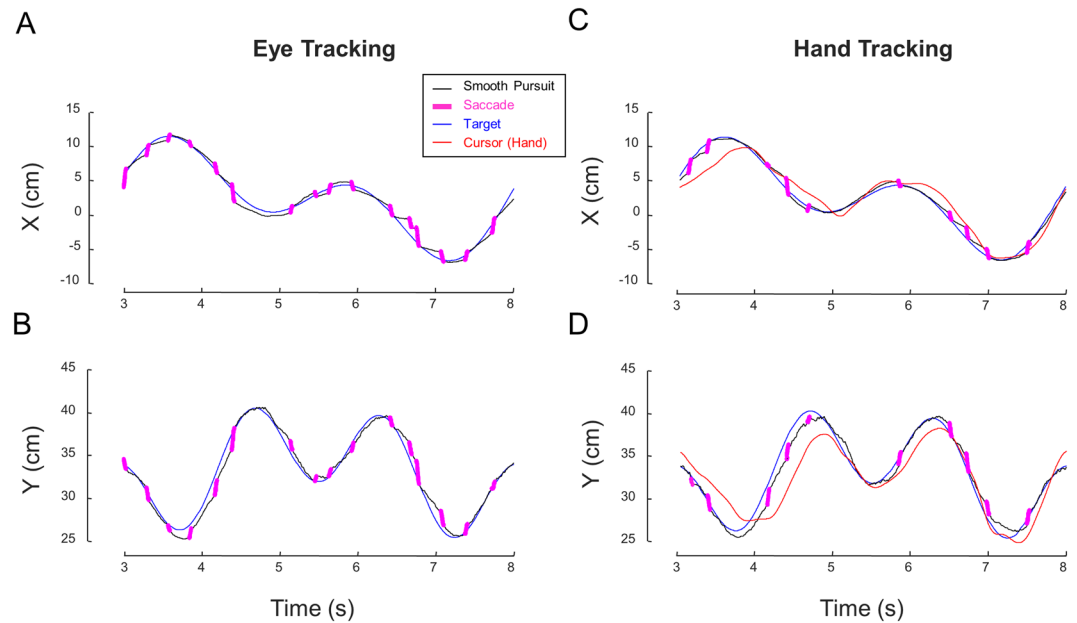 A
C
Eye Tracking
Hand Tracking
Smooth Pursuit
Saccade
Target
Cursor (Hand)
15
10
5
0
-5
-10
X (cm)
3
4
5
6
7
8
15
10
5
0
-5
-10
X (cm)
3
4
5
6
7
8
B
D
45
40
35
30
25
Y (cm)
3
4
5
6
7
8
Time (s)
45
40
35
30
25
Y (cm)
3
4
5
6
7
8
Time (s)